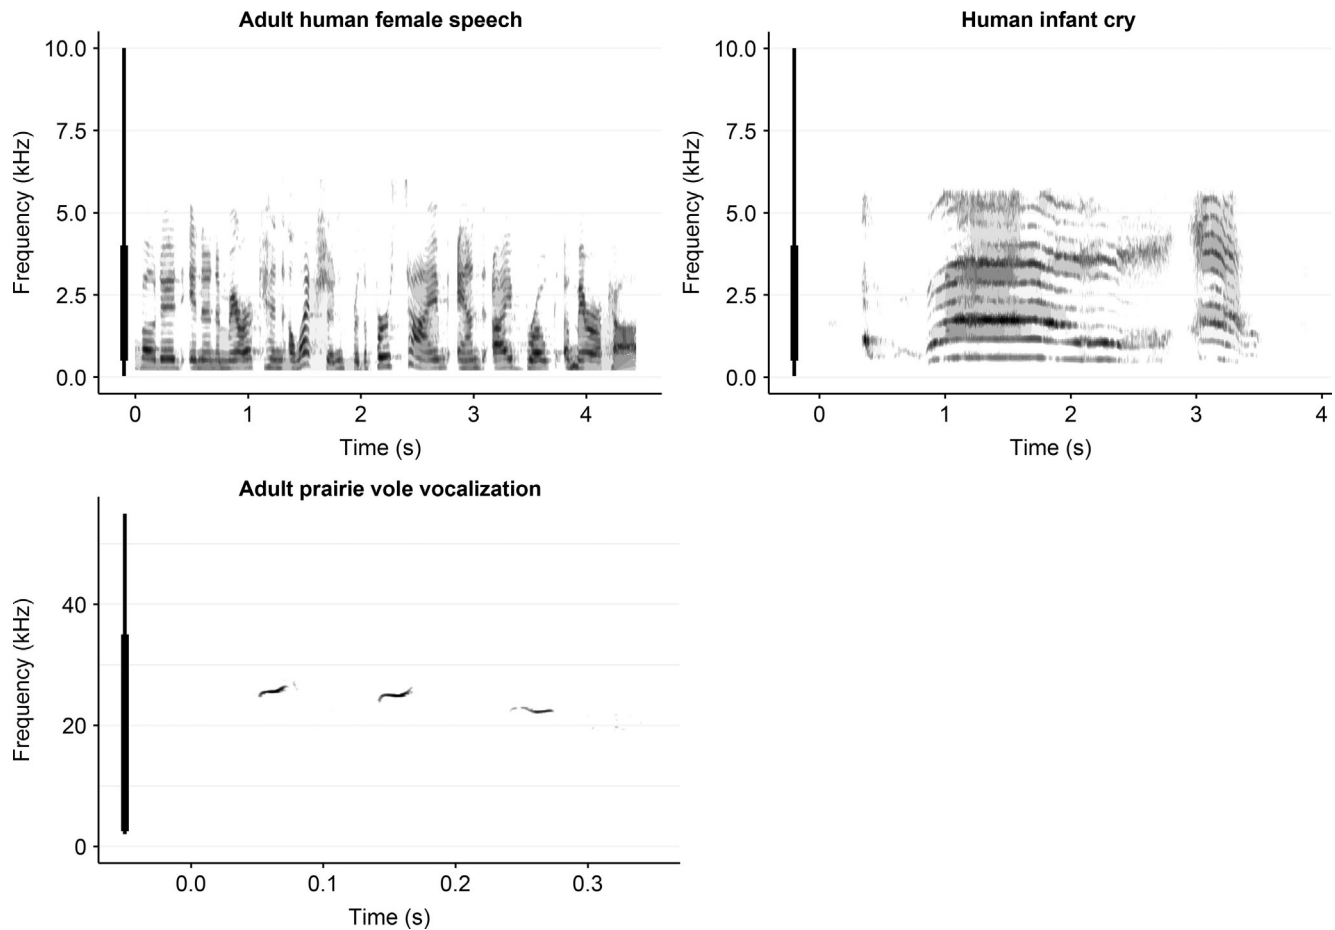 Adult human female speech
10.0
7.5
5.0
2.5
0.0
Frequency (kHz)
0 1 2 3 4
Time (s)
Human infant cry
10.0
7.5
5.0
2.5
0.0
Frequency (kHz)
0 1 2 3 4
Time (s)
Adult prairie vole vocalization
40
20
0
Frequency (kHz)
0.0 0.1 0.2 0.3
Time (s)